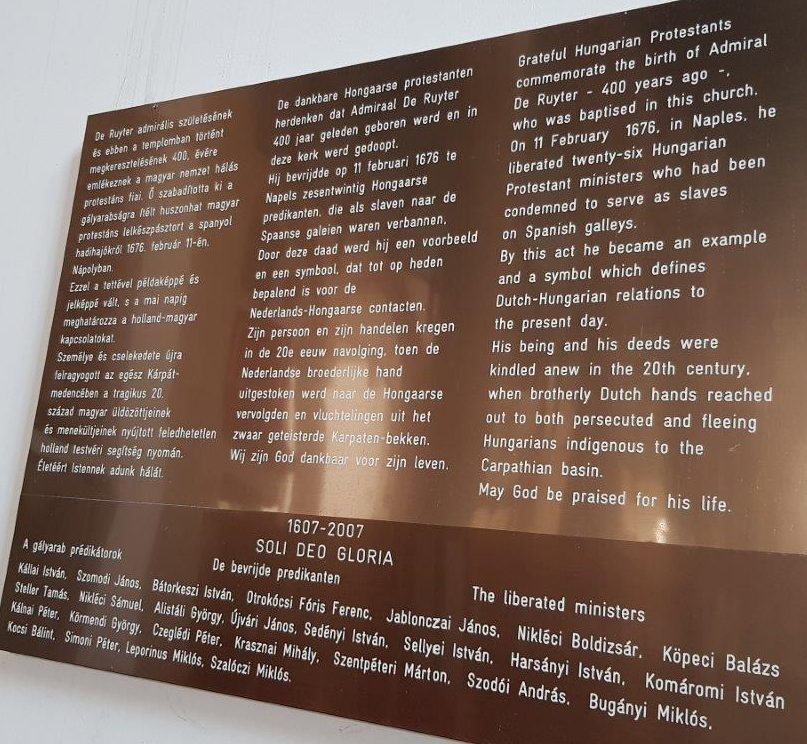 De Ruyter admirális születésének
és ebben a templomban történt
megkeresztelésének 400. évére
emlékeznek a magyar nemzet hálás
protestáns fiai. Ő szabadította ki a
gályarabságra ítélt huszonhat magyar
protestáns lelkészpásztort a spanyol
hadihajókról 1676. február 11-én,
Nápolyban.
Ezzel a tettével példaképpé és
jelképpé vált, s a mai napig
meghatározza a holland-magyar
kapcsolatokat.
Személye és cselekedete újra
felragyogott az egész Kárpát-
medencében a tragikus 20.
század magyar üldözöttjeinek
és menekültjeinek nyújtott feledhetetlen
holland testvéri segítség nyomán.
Életéért Istennek adunk hálát.
De dankbare Hongaarse protestanten
herdenken dat Admiraal De Ruyter
400 jaar geleden geboren werd en in
deze kerk werd gedoopt.
Hij bevrijdde op 11 februari 1676 te
Napels zesentwintig Hongaarse
predikanten, die als slaven naar de
Spaanse galeien waren verbannen.
Door deze daad werd hij een voorbeeld
en een symbool, dat tot op heden
bepalend is voor de
Nederlands-Hongaarse contacten.
Zijn persoon en zijn handelen kregen
in de 20e eeuw navolging, toen de
Nederlandse broederlijke hand
uitgestoken werd naar de Hongaarse
vervolgden en vluchtelingen uit het
zwaar geteisterde Karpaten-bekken.
Wij zijn God dankbaar voor zijn leven.
Grateful Hungarian Protestants
commemorate the birth of Admiral
De Ruyter - 400 years ago -,
who was baptised in this church.
On 11 February 1676, in Naples, he
liberated twenty-six Hungarian
Protestant ministers who had been
condemned to serve as slaves
on Spanish galleys.
By this act he became an example
and a symbol which defines
Dutch-Hungarian relations to
the present day.
His being and his deeds were
kindled anew in the 20th century,
when brotherly Dutch hands reached
out to both persecuted and fleeing
Hungarians indigenous to the
Carpathian basin.
May God be praised for his life.
1607-2007
SOLI DEO GLORIA
A gályarab prédikátorok
De bevrijde predikanten
The liberated ministers
Kállai István, Szomodi János, Bátorkeszi István, Otrokócsi Fóris Ferenc, Jablonczai János, Nikléci Boldizsár, Köpeci Balázs
Steller Tamás, Nikléci Sámuel, Alistáli György, Újvári János, Sedényi István, Sellyei István, Harsányi István, Komáromi István
Kálnai Péter, Körmendi György, Czeglédi Péter, Krasznai Mihály, Szentpéteri Márton, Szodói András, Bugányi Miklós,
Kocsi Bálint, Simoni Péter, Leporinus Miklós, Szalóczi Miklós.